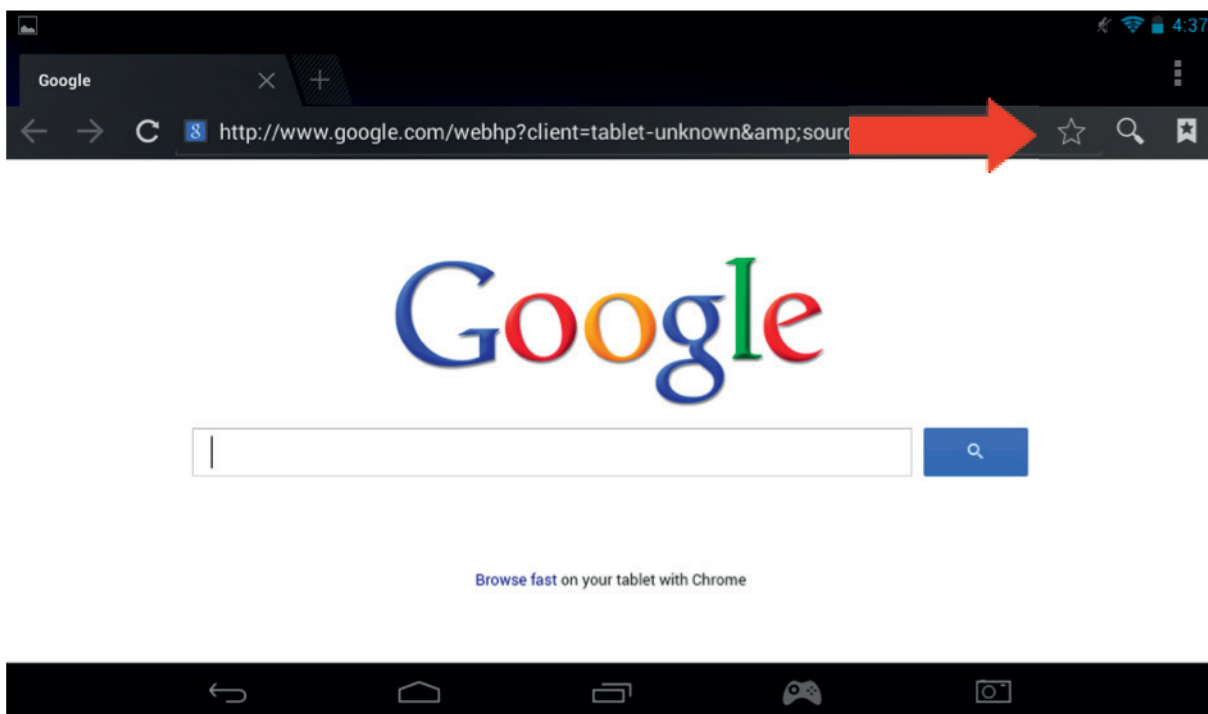 4:37
Google
8 http://www.google.com/webhp?client=tablet-unknown&amp;sourc
Google
Browse fast on your tablet with Chrome